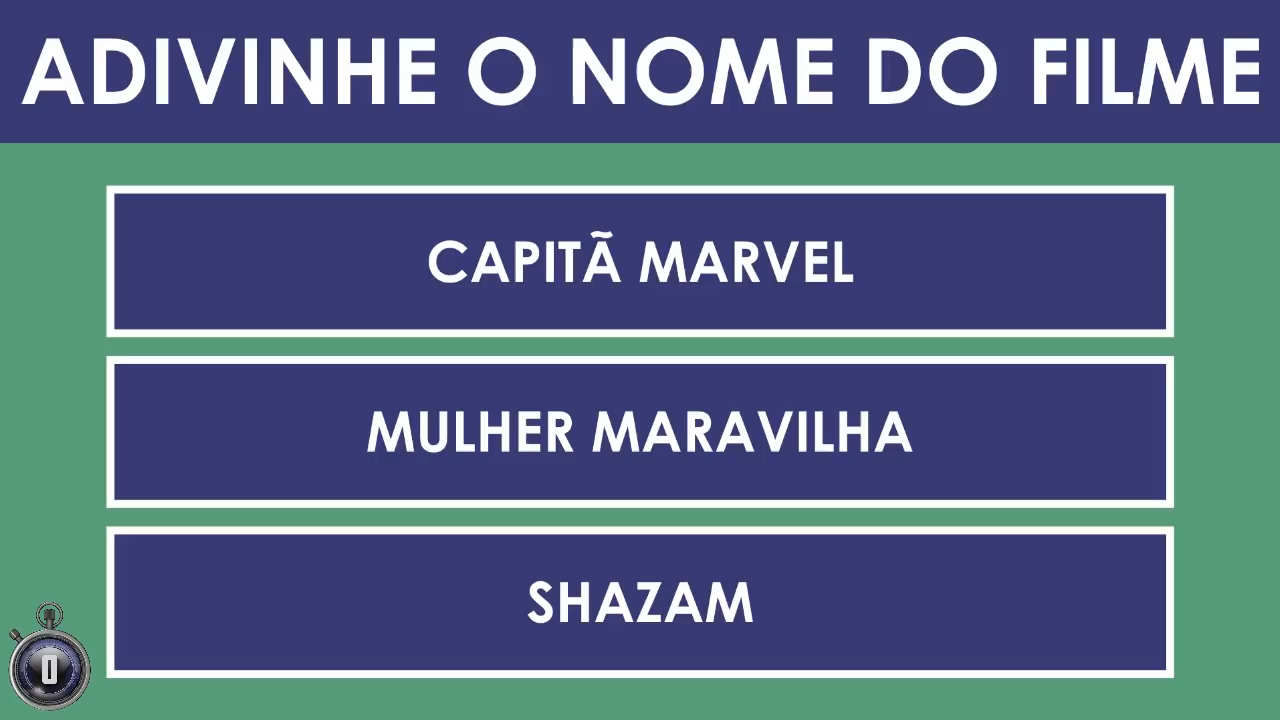 ADIVINHE O NOME DO FILME
CAPITÃ MARVEL
MULHER MARAVILHA
SHAZAM
0